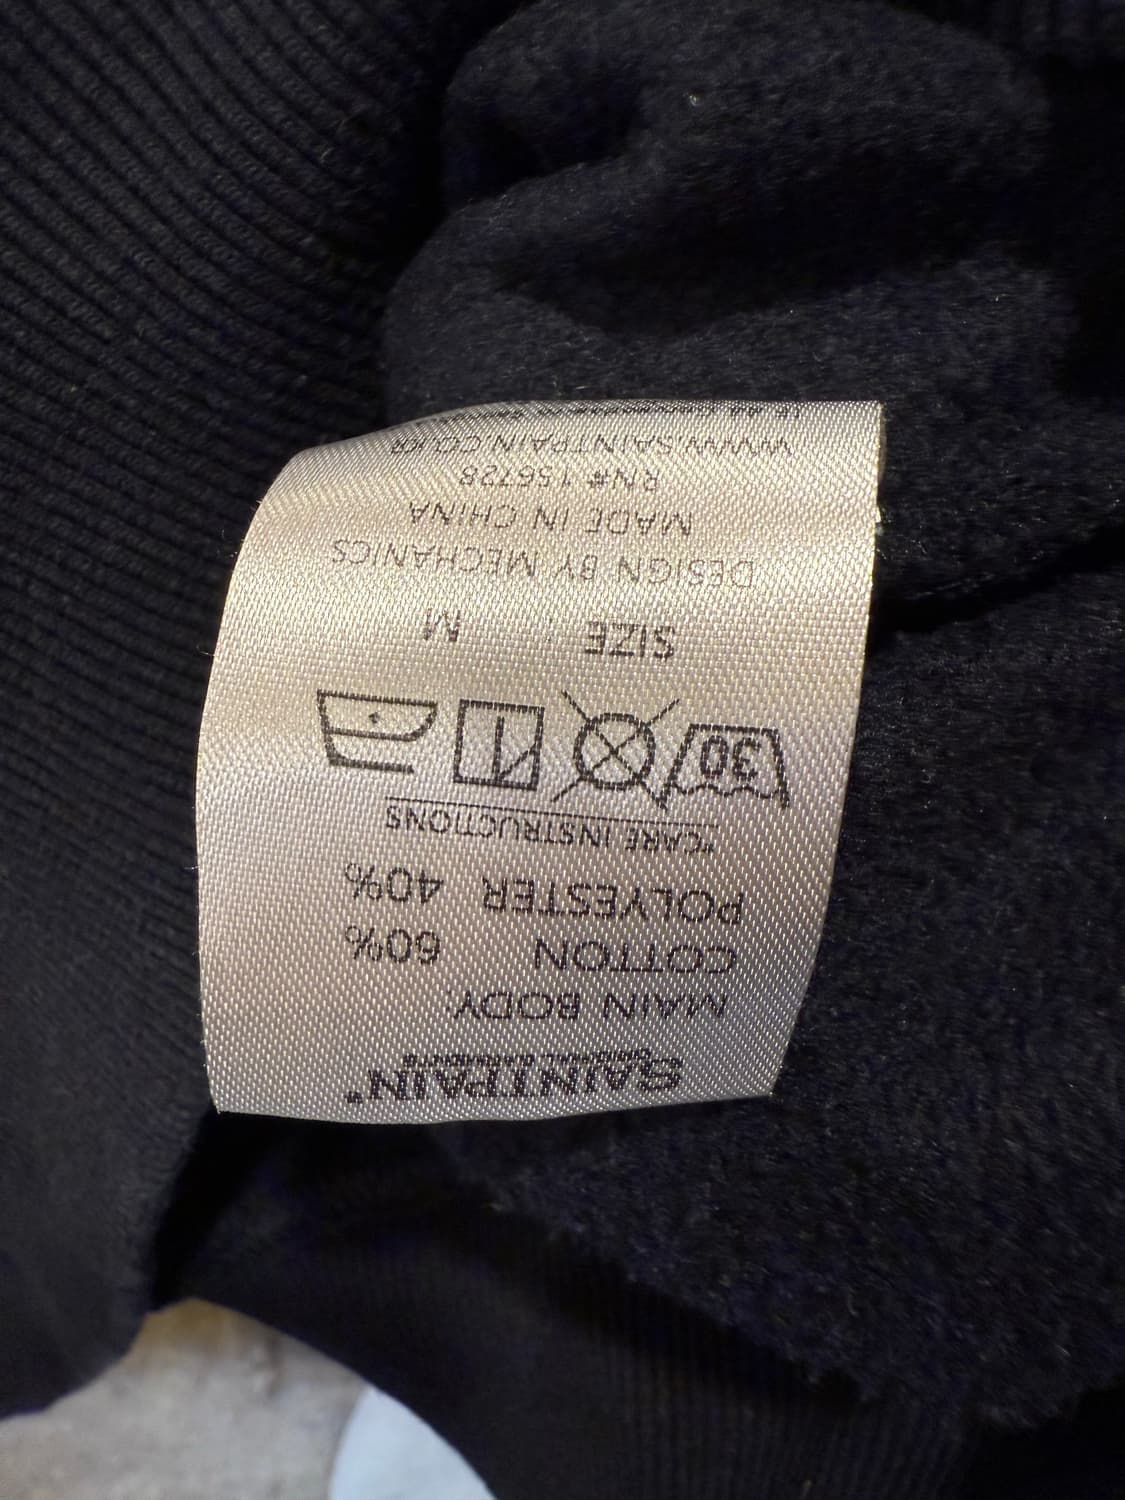 SAINTPAIN
MAIN BODY
COTTON 60%
POLYESTER 40%
*CARE INSTRUCTIONS
30
SIZE M
DESIGN BY MECHANICS
MADE IN CHINA
RN# 156728
WWW.SAINTPAIN.CO.KR